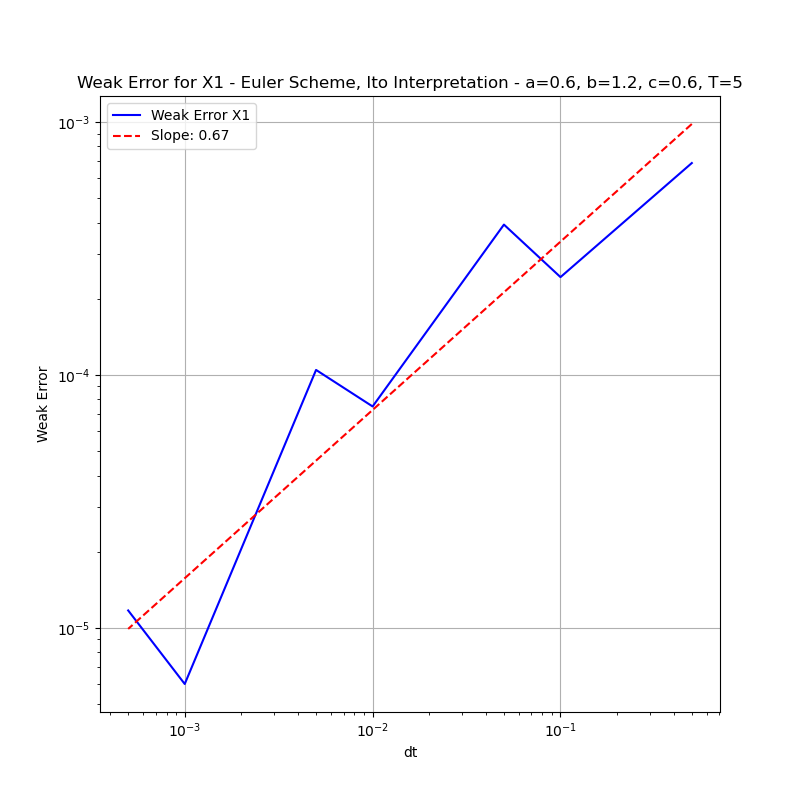 Weak Error for X1 - Euler Scheme, Ito Interpretation - a=0.6, b=1.2, c=0.6, T=5
Weak Error X1
Slope: 0.67
10⁻³
10⁻⁴
10⁻⁵
Weak Error
10⁻³ 10⁻² 10⁻¹
dt